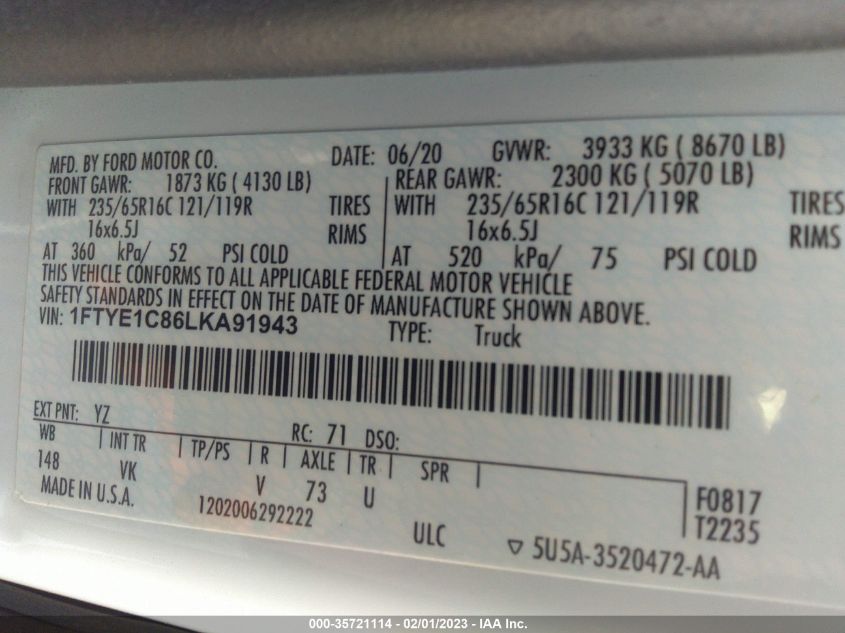 MFD. BY FORD MOTOR CO. DATE: 06/20 GVWR: 3933 KG ( 8670 LB)
FRONT GAWR: 1873 KG ( 4130 LB) REAR GAWR: 2300 KG ( 5070 LB)
WITH 235/65R16C 121/119R TIRES WITH 235/65R16C 121/119R TIRES
16x6.5J RIMS 16x6.5J RIMS
AT 360 kPa/ 52 PSI COLD AT 520 kPa/ 75 PSI COLD
THIS VEHICLE CONFORMS TO ALL APPLICABLE FEDERAL MOTOR VEHICLE
SAFETY STANDARDS IN EFFECT ON THE DATE OF MANUFACTURE SHOWN ABOVE.
VIN: 1FTYE1C86LKA91943 TYPE: Truck
EXT PNT: YZ RC: 71 DSO:
WB INT TR TP/PS R AXLE TR SPR
148 VK V 73 U F0817
MADE IN U.S.A. 1202006292222 T2235
ULC ▽ 5U5A-3520472-AA
000-35721114 - 02/01/2023 - IAA Inc.